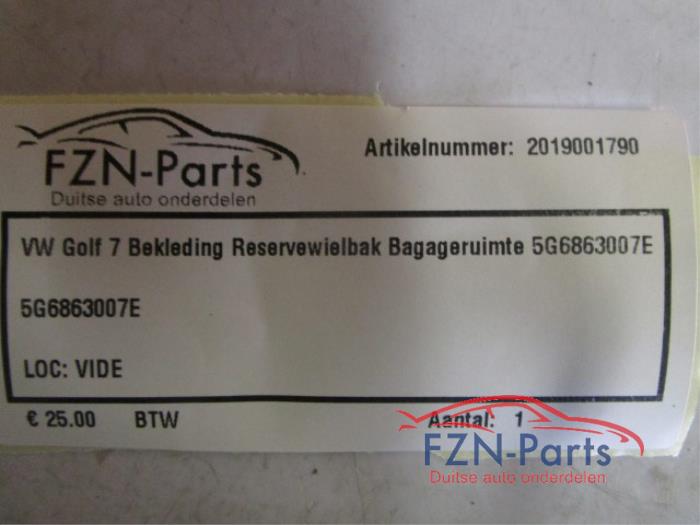 FZN-Parts
Duitse auto onderdelen
Artikelnummer: 2019001790
VW Golf 7 Bekleding Reservewielbak Bagageruimte 5G6863007E
5G6863007E
LOC: VIDE
€ 25.00 BTW Aantal: 1
FZN-Parts
Duitse auto onderdelen